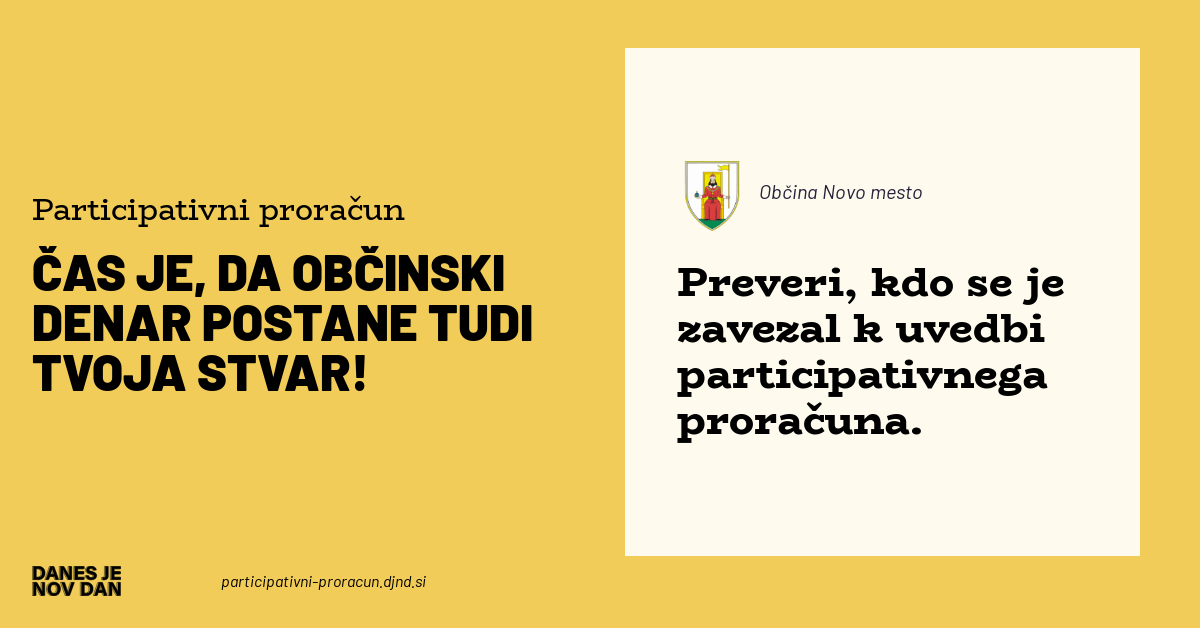 Participativni proračun
ČAS JE, DA OBČINSKI
DENAR POSTANE TUDI
TVOJA STVAR!
DANES JE
NOV DAN
participativni-proracun.djnd.si
Občina Novo mesto
Preveri, kdo se je
zavezal k uvedbi
participativnega
proračuna.